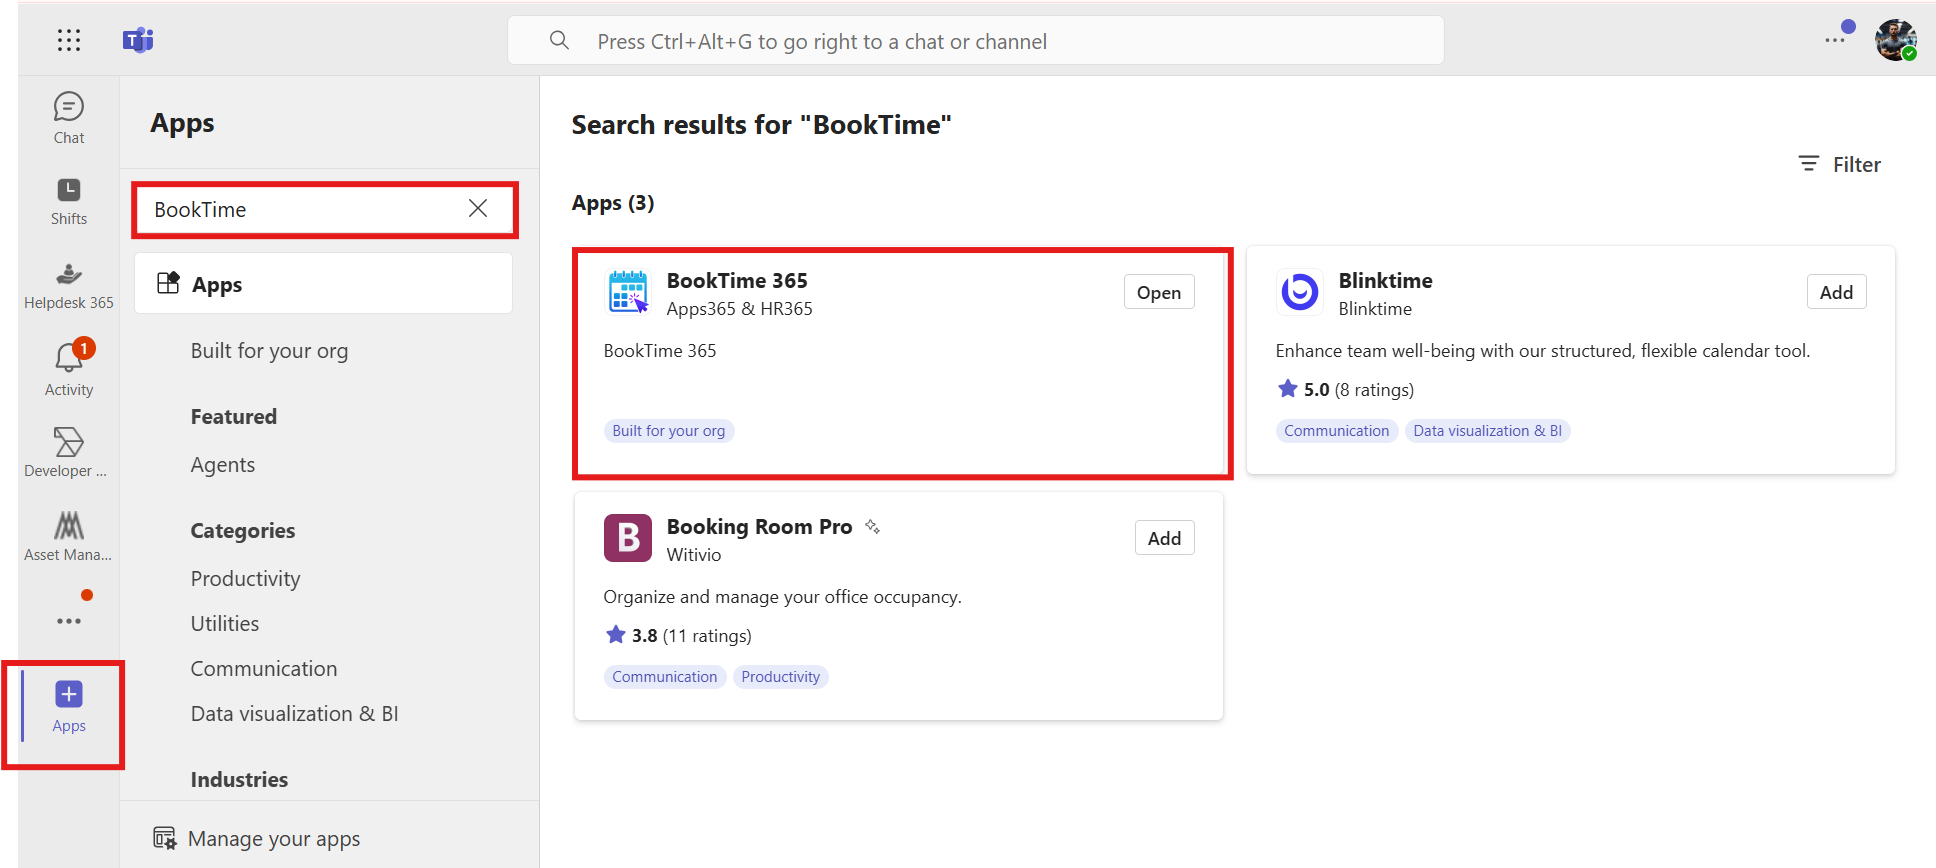 Press Ctrl+Alt+G to go right to a chat or channel
Chat
Shifts
Helpdesk 365
1
Activity
Developer ...
Asset Mana...
Apps
Apps
BookTime
Apps
Built for your org
Featured
Agents
Categories
Productivity
Utilities
Communication
Data visualization & BI
Industries
Manage your apps
Search results for "BookTime"
Filter
Apps (3)
BookTime 365
Apps365 & HR365
Open
BookTime 365
Built for your org
Blinktime
Blinktime
Add
Enhance team well-being with our structured, flexible calendar tool.
5.0 (8 ratings)
Communication Data visualization & BI
B
Booking Room Pro
Witivio
Add
Organize and manage your office occupancy.
3.8 (11 ratings)
Communication Productivity